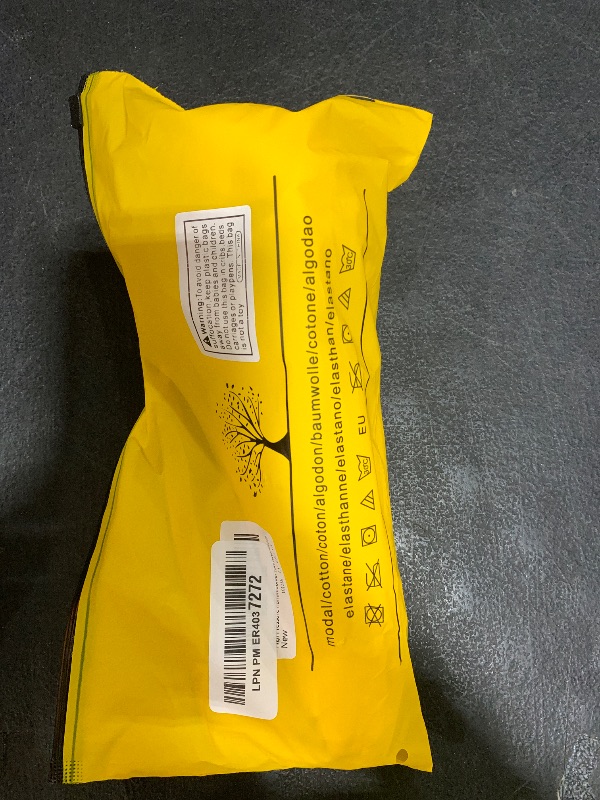 Warning:To avoid danger of
suffocation, keep plastic bags
away from babies and children.
Do not use this bag in cribs, beds
carriages or playpens. This bag
is not a toy
modal/cotton/coton/algodon/baumwolle/cotone/algodao
elastane/elasthanne/elastano/elasthan/elastano
EU
30°C
30°C
N
LPN PM ER4037272
New